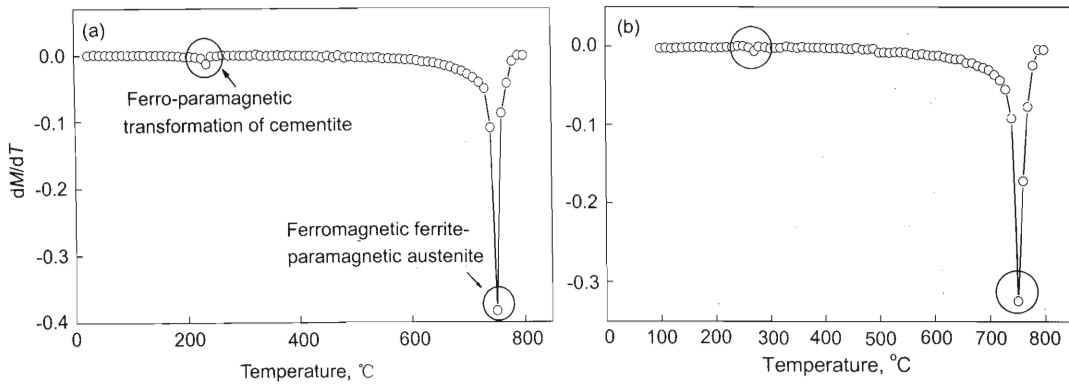 (a)
0.0
-0.1
-0.2
-0.3
-0.4
dM/dT
Ferro-paramagnetic
transformation of cementite
Ferromagnetic ferrite-
paramagnetic austenite
0
200
400
600
800
Temperature, ℃
(b)
0.0
-0.1
-0.2
-0.3
100
200
300
400
500
600
700
800
Temperature, °C